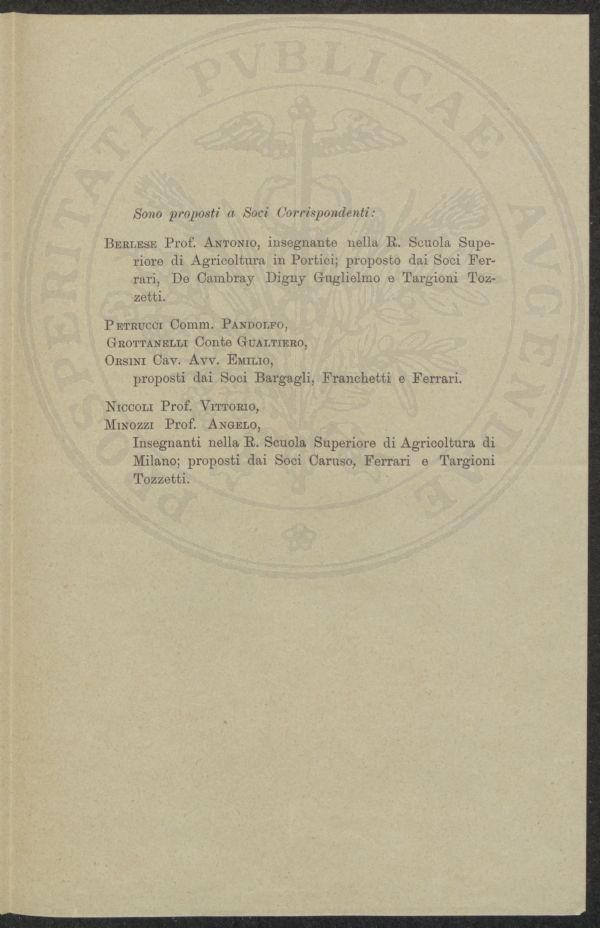 PROSPERITATI PVBLICAE AVGENDAE
Sono proposti a Soci Corrispondenti:
BERLESE Prof. ANTONIO, insegnante nella R. Scuola Supe-
riore di Agricoltura in Portici; proposto dai Soci Fer-
rari, De Cambray Digny Guglielmo e Targioni Toz-
zetti.
PETRUCCI Comm. PANDOLFO,
GROTTANELLI Conte GUALTIERO,
ORSINI Cav. Avv. EMILIO,
proposti dai Soci Bargagli, Franchetti e Ferrari.
NICCOLI Prof. VITTORIO,
MINOZZI Prof. ANGELO,
Insegnanti nella R. Scuola Superiore di Agricoltura di
Milano; proposti dai Soci Caruso, Ferrari e Targioni
Tozzetti.